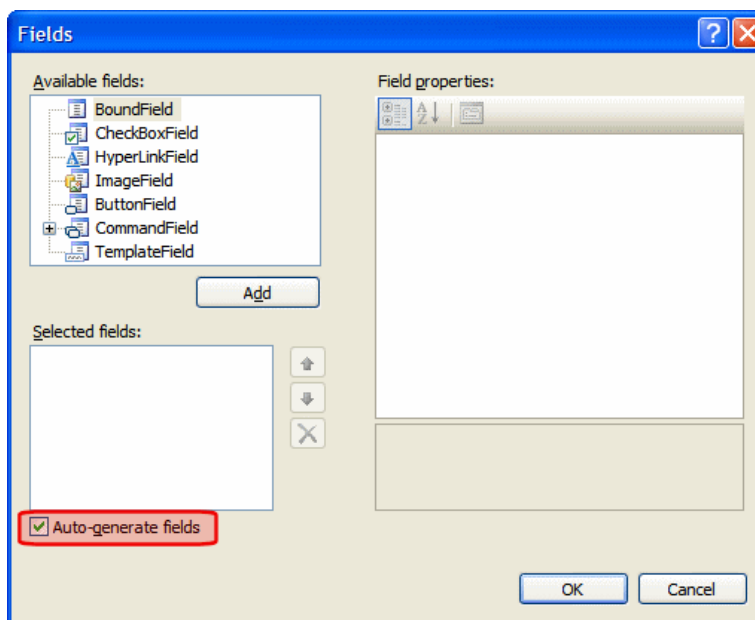 Fields
Available fields:
BoundField
CheckBoxField
HyperLinkField
ImageField
ButtonField
CommandField
TemplateField
Add
Selected fields:
Auto-generate fields
Field properties:
OK
Cancel